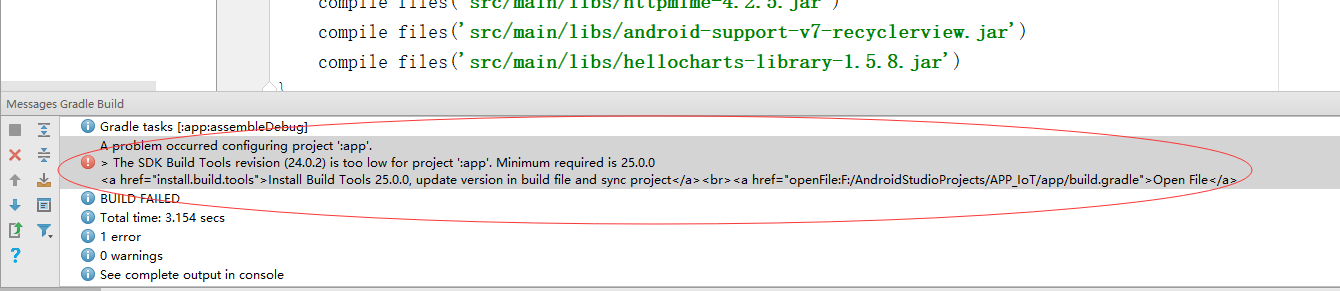 compile files('src/main/libs/httpmime-4.2.5.jar')
compile files('src/main/libs/android-support-v7-recyclerview.jar')
compile files('src/main/libs/hellocharts-library-1.5.8.jar')
}
Messages Gradle Build
Gradle tasks [:app:assembleDebug]
A problem occurred configuring project ':app'.
> The SDK Build Tools revision (24.0.2) is too low for project ':app'. Minimum required is 25.0.0
<a href="install.build.tools">Install Build Tools 25.0.0, update version in build file and sync project</a><br><a href="openFile:F:/AndroidStudioProjects/APP_IoT/app/build.gradle">Open File</a>
BUILD FAILED
Total time: 3.154 secs
1 error
0 warnings
See complete output in console